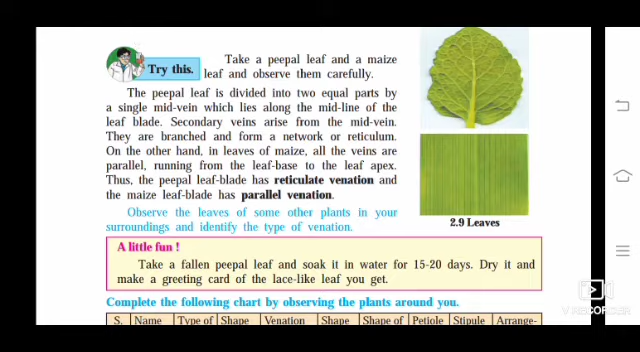 Try this.
Take a peepal leaf and a maize
leaf and observe them carefully.
The peepal leaf is divided into two equal parts by
a single mid-vein which lies along the mid-line of the
leaf blade. Secondary veins arise from the mid-vein.
They are branched and form a network or reticulum.
On the other hand, in leaves of maize, all the veins are
parallel, running from the leaf-base to the leaf apex.
Thus, the peepal leaf-blade has reticulate venation and
the maize leaf-blade has parallel venation.
Observe the leaves of some other plants in your
surroundings and identify the type of venation.
2.9 Leaves
A little fun !
Take a fallen peepal leaf and soak it in water for 15-20 days. Dry it and
make a greeting card of the lace-like leaf you get.
Complete the following chart by observing the plants around you.
S. Name Type of Shape Venation Shape Shape of Petiole Stipule Arrange-
V RECORDER